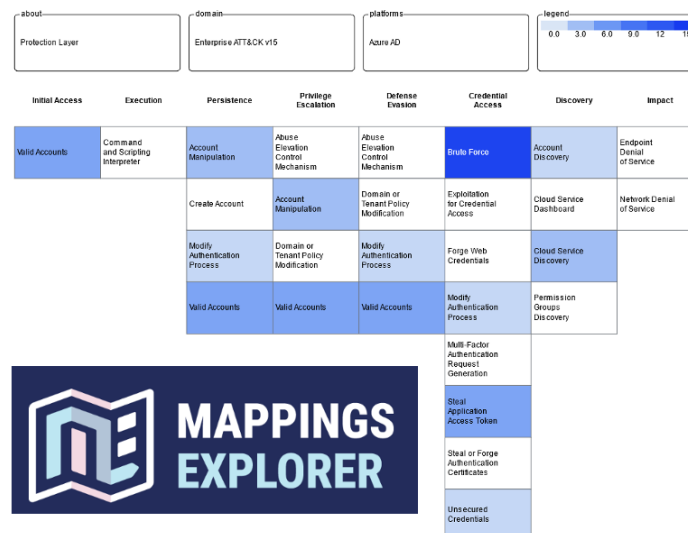 about
domain
platforms
legend
Protection Layer
Enterprise ATT&CK v15
Azure AD
0.0 3.0 6.0 9.0 12
Initial Access
Execution
Persistence
Privilege
Escalation
Defense
Evasion
Credential
Access
Discovery
Impact
Valid Accounts
Command
and Scripting
Interpreter
Account
Manipulation
Abuse
Elevation
Control
Mechanism
Abuse
Elevation
Control
Mechanism
Brute Force
Account
Discovery
Endpoint
Denial
of Service
Create Account
Account
Manipulation
Domain or
Tenant Policy
Modification
Exploitation
for Credential
Access
Cloud Service
Dashboard
Network Denial
of Service
Modify
Authentication
Process
Domain or
Tenant Policy
Modification
Modify
Authentication
Process
Forge Web
Credentials
Cloud Service
Discovery
Valid Accounts
Valid Accounts
Valid Accounts
Modify
Authentication
Process
Permission
Groups
Discovery
Multi-Factor
Authentication
Request
Generation
Steal
Application
Access Token
Steal or Forge
Authentication
Certificates
Unsecured
Credentials
MAPPINGS
EXPLORER